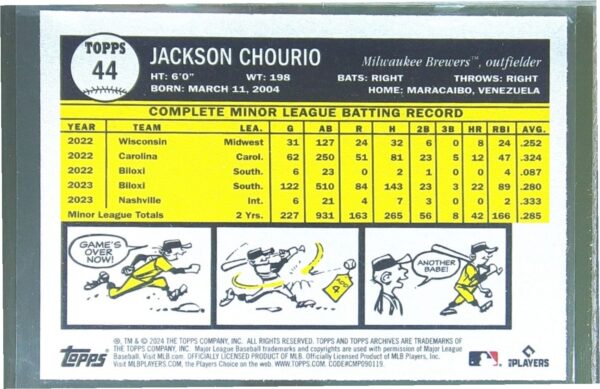 TOPPS
44
JACKSON CHOURIO
Milwaukee Brewers™, outfielder
HT: 6'0" WT: 198 BATS: RIGHT THROWS: RIGHT
BORN: MARCH 11, 2004 HOME: MARACAIBO, VENEZUELA
COMPLETE MINOR LEAGUE BATTING RECORD
YEAR TEAM LEA. G AB R H 2B 3B HR RBI AVG.
2022 Wisconsin Midwest 31 127 24 32 6 0 8 24 .252
2022 Carolina Carol. 62 250 51 81 23 5 12 47 .324
2022 Biloxi South. 6 23 0 2 1 0 0 4 .087
2023 Biloxi South. 122 510 84 143 23 3 22 89 .280
2023 Nashville Int. 6 21 4 7 3 0 0 2 .333
Minor League Totals 2 Yrs. 227 931 163 265 56 8 42 166 .285
GAME'S
OVER
NOW!
AGE
4
ANOTHER
BABE!
®, TM & © 2024 THE TOPPS COMPANY, INC. ALL RIGHTS RESERVED. TOPPS AND TOPPS ARCHIVES ARE TRADEMARKS OF
THE TOPPS COMPANY, INC. Major League Baseball trademarks and copyrights are used with permission of Major League
Baseball. Visit MLB.com. OFFICIALLY LICENSED PRODUCT OF MLB. Officially Licensed Product of MLB Players, Inc. Visit
MLBPLAYERS.COM, the Players Choice on the Web. WWW.TOPPS.COM. CODE#CMP090119.
TOPPS
PLAYERS